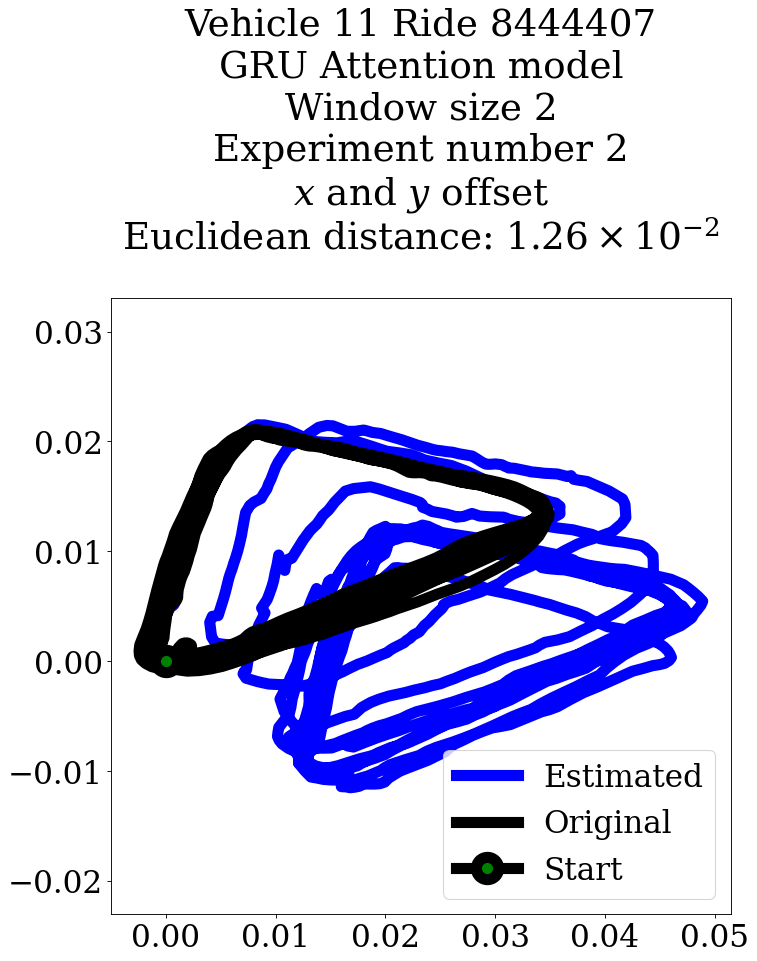 Vehicle 11 Ride 8444407
GRU Attention model
Window size 2
Experiment number 2
x and y offset
Euclidean distance: 1.26 × 10⁻²
0.03
0.02
0.01
0.00
−0.01
−0.02
Estimated
Original
Start
0.00 0.01 0.02 0.03 0.04 0.05